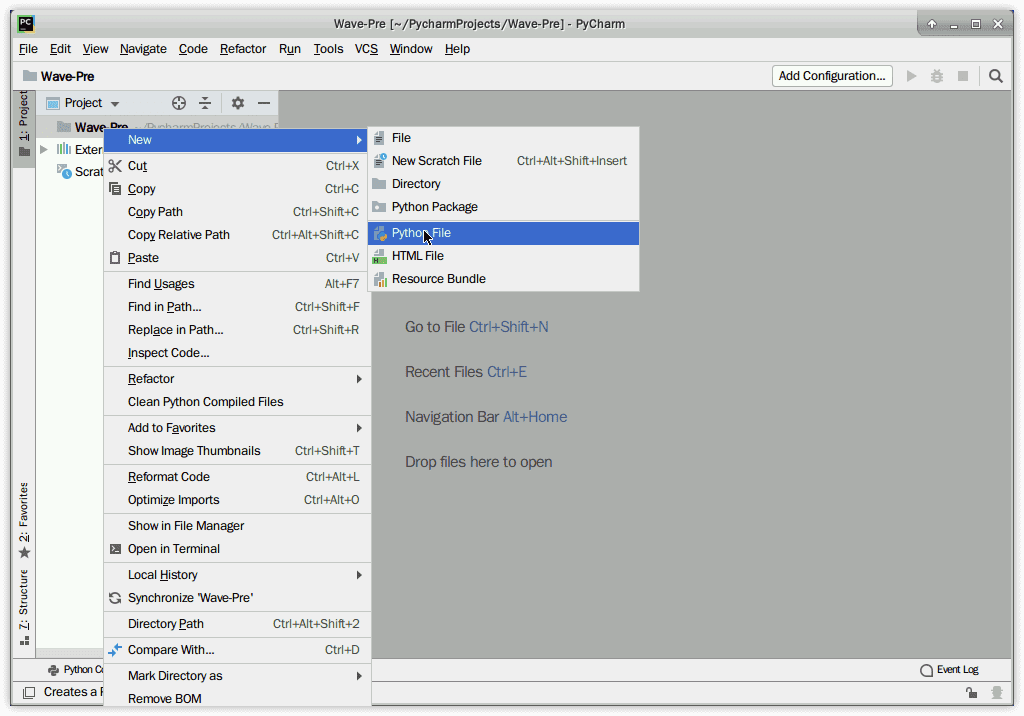 PC
Wave-Pre [~/PycharmProjects/Wave-Pre] - PyCharm
File Edit View Navigate Code Refactor Run Tools VCS Window Help
Wave-Pre
Add Configuration...
1: Project
Project
Wave-Pre ~/PycharmProjects/Wave-P
Exter
Scrat
New
Cut Ctrl+X
Copy Ctrl+C
Copy Path Ctrl+Shift+C
Copy Relative Path Ctrl+Alt+Shift+C
Paste Ctrl+V
Find Usages Alt+F7
Find in Path... Ctrl+Shift+F
Replace in Path... Ctrl+Shift+R
Inspect Code...
Refactor
Clean Python Compiled Files
Add to Favorites
Show Image Thumbnails Ctrl+Shift+T
Reformat Code Ctrl+Alt+L
Optimize Imports Ctrl+Alt+O
Show in File Manager
Open in Terminal
Local History
Synchronize 'Wave-Pre'
Directory Path Ctrl+Alt+Shift+2
Compare With... Ctrl+D
Mark Directory as
Remove BOM
File
New Scratch File Ctrl+Alt+Shift+Insert
Directory
Python Package
Python File
HTML File
Resource Bundle
Go to File Ctrl+Shift+N
Recent Files Ctrl+E
Navigation Bar Alt+Home
Drop files here to open
2: Favorites
7: Structure
Python Co
Event Log
Creates a P